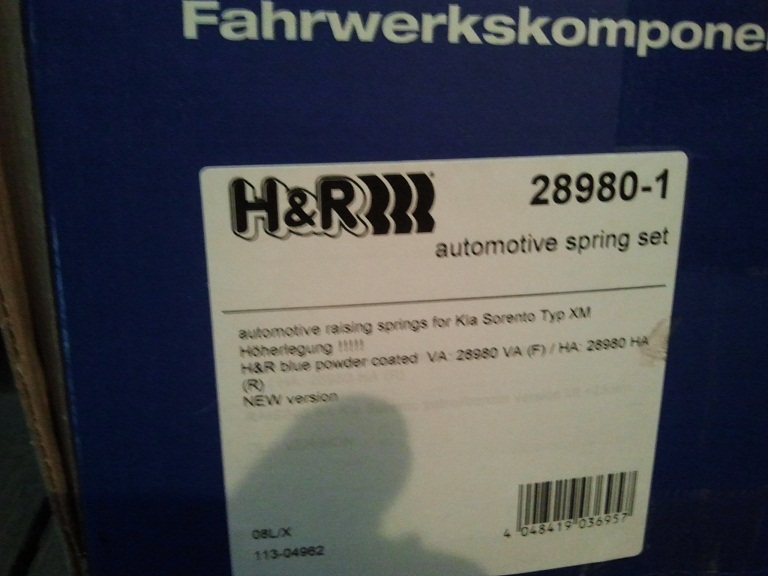 Fahrwerkskompone
H&R
28980-1
automotive spring set
automotive raising springs for Kia Sorento Typ XM
Höherlegung !!!!!
H&R blue powder coated VA: 28980 VA (F) / HA: 28980 HA
(R)
NEW version
08L/X
113-04962
4 048419 036957